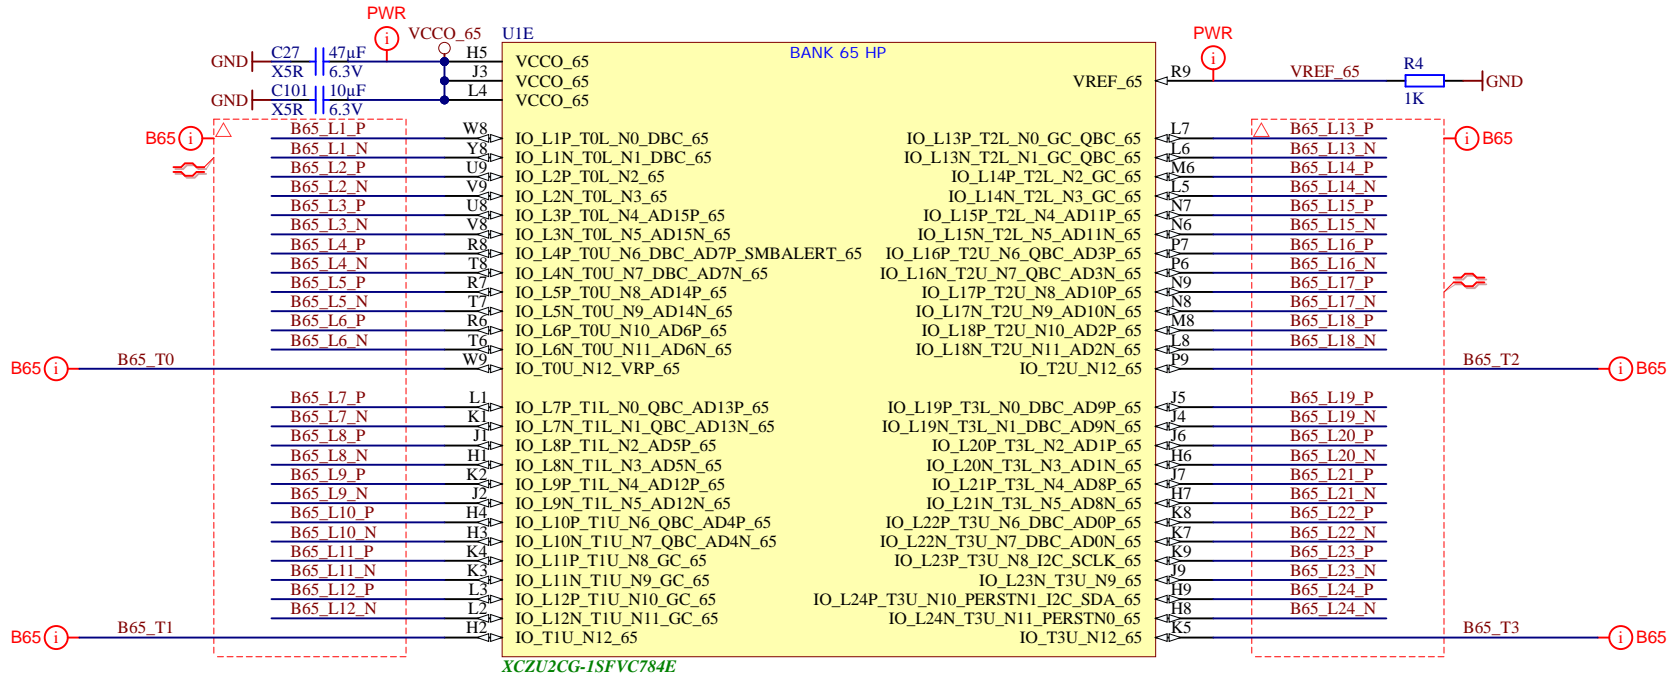 PWR
VCCO_65
U1E
BANK 65 HP
PWR
GND
C27
47µF
X5R
6.3V
H5
VCCO_65
J3
VCCO_65
GND
C101
10µF
X5R
6.3V
L4
VCCO_65
VREF_65
R9
VREF_65
R4
1K
GND
B65
i
B65_L1_P W8 IO_L1P_T0L_N0_DBC_65
B65_L1_N Y8 IO_L1N_T0L_N1_DBC_65
B65_L2_P U9 IO_L2P_T0L_N2_65
B65_L2_N V9 IO_L2N_T0L_N3_65
B65_L3_P U8 IO_L3P_T0L_N4_AD15P_65
B65_L3_N V8 IO_L3N_T0L_N5_AD15N_65
B65_L4_P R8 IO_L4P_T0U_N6_DBC_AD7P_SMBALERT_65
B65_L4_N T8 IO_L4N_T0U_N7_DBC_AD7N_65
B65_L5_P R7 IO_L5P_T0U_N8_AD14P_65
B65_L5_N T7 IO_L5N_T0U_N9_AD14N_65
B65_L6_P R6 IO_L6P_T0U_N10_AD6P_65
B65_L6_N T6 IO_L6N_T0U_N11_AD6N_65
B65 i B65_T0 W9 IO_T0U_N12_VRP_65
B65_L7_P L1 IO_L7P_T1L_N0_QBC_AD13P_65
B65_L7_N K1 IO_L7N_T1L_N1_QBC_AD13N_65
B65_L8_P J1 IO_L8P_T1L_N2_AD5P_65
B65_L8_N H1 IO_L8N_T1L_N3_AD5N_65
B65_L9_P K2 IO_L9P_T1L_N4_AD12P_65
B65_L9_N J2 IO_L9N_T1L_N5_AD12N_65
B65_L10_P H4 IO_L10P_T1U_N6_QBC_AD4P_65
B65_L10_N H3 IO_L10N_T1U_N7_QBC_AD4N_65
B65_L11_P K4 IO_L11P_T1U_N8_GC_65
B65_L11_N K3 IO_L11N_T1U_N9_GC_65
B65_L12_P L3 IO_L12P_T1U_N10_GC_65
B65_L12_N L2 IO_L12N_T1U_N11_GC_65
B65 i B65_T1 H2 IO_T1U_N12_65
IO_L13P_T2L_N0_GC_QBC_65 L7 B65_L13_P i B65
IO_L13N_T2L_N1_GC_QBC_65 L6 B65_L13_N
IO_L14P_T2L_N2_GC_65 M6 B65_L14_P
IO_L14N_T2L_N3_GC_65 L5 B65_L14_N
IO_L15P_T2L_N4_AD11P_65 N7 B65_L15_P
IO_L15N_T2L_N5_AD11N_65 N6 B65_L15_N
IO_L16P_T2U_N6_QBC_AD3P_65 P7 B65_L16_P
IO_L16N_T2U_N7_QBC_AD3N_65 P6 B65_L16_N
IO_L17P_T2U_N8_AD10P_65 N9 B65_L17_P
IO_L17N_T2U_N9_AD10N_65 N8 B65_L17_N
IO_L18P_T2U_N10_AD2P_65 M8 B65_L18_P
IO_L18N_T2U_N11_AD2N_65 L8 B65_L18_N
IO_T2U_N12_65 P9 B65_T2 i B65
IO_L19P_T3L_N0_DBC_AD9P_65 J5 B65_L19_P
IO_L19N_T3L_N1_DBC_AD9N_65 J4 B65_L19_N
IO_L20P_T3L_N2_AD1P_65 J6 B65_L20_P
IO_L20N_T3L_N3_AD1N_65 H6 B65_L20_N
IO_L21P_T3L_N4_AD8P_65 J7 B65_L21_P
IO_L21N_T3L_N5_AD8N_65 H7 B65_L21_N
IO_L22P_T3U_N6_DBC_AD0P_65 K8 B65_L22_P
IO_L22N_T3U_N7_DBC_AD0N_65 K7 B65_L22_N
IO_L23P_T3U_N8_I2C_SCLK_65 K9 B65_L23_P
IO_L23N_T3U_N9_65 J9 B65_L23_N
IO_L24P_T3U_N10_PERSTN1_I2C_SDA_65 H9 B65_L24_P
IO_L24N_T3U_N11_PERSTN0_65 H8 B65_L24_N
IO_T3U_N12_65 K5 B65_T3 i B65
XCZU2CG-1SFVC784E